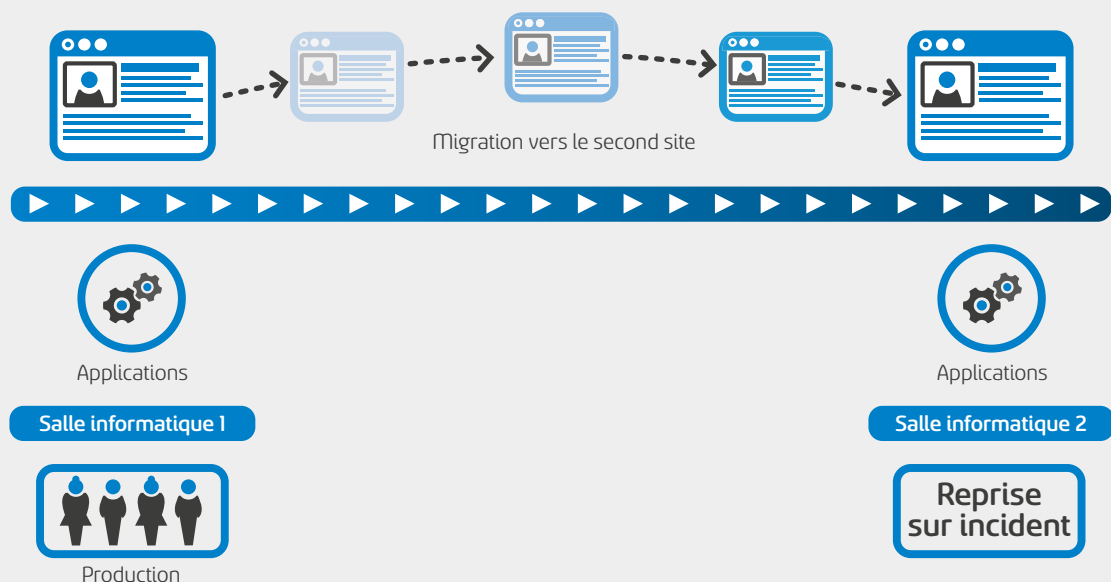 Migration vers le second site
Applications
Applications
Salle informatique 1
Salle informatique 2
Reprise
sur incident
Production